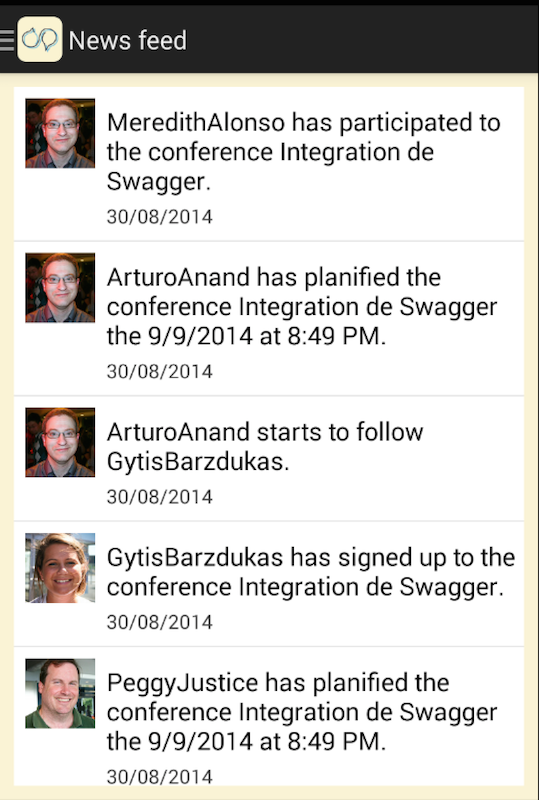 News feed
MeredithAlonso has participated to
the conference Integration de
Swagger.
30/08/2014
ArturoAnand has planified the
conference Integration de Swagger
the 9/9/2014 at 8:49 PM.
30/08/2014
ArturoAnand starts to follow
GytisBarzdukas.
30/08/2014
GytisBarzdukas has signed up to the
conference Integration de Swagger.
30/08/2014
PeggyJustice has planified the
conference Integration de Swagger
the 9/9/2014 at 8:49 PM.
30/08/2014